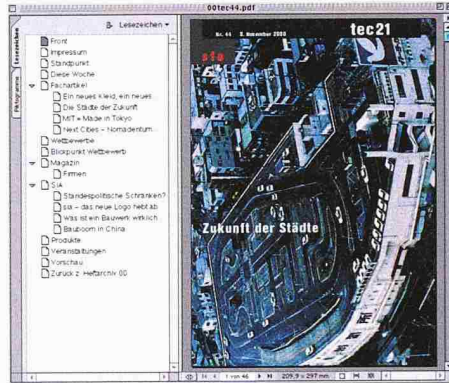 00tec44.pdf
Lesezeichen
Piktogramme
Lesezeichen
Front
Impressum
Standpunkt
Diese Woche
Fachartikel
Ein neues Kleid, ein neues...
Die Städte der Zukunft
MIT = Made in Tokyo
Next Cities – Nomadentum...
Wettbewerbe
Blickpunkt Wettbewerb
Magazin
Firmen
SIA
Standespolitische Schranken?
sia – das neue Logo hebt ab
Was ist ein Bauwerk wirklich...
Bauboom in China
Produkte
Veranstaltungen
Vorschau
Zurück z. Heftarchiv 00
Nr. 44 3. November 2000
tec21
sia
Zukunft der Städte
1 von 46
209,9 x 297 mm